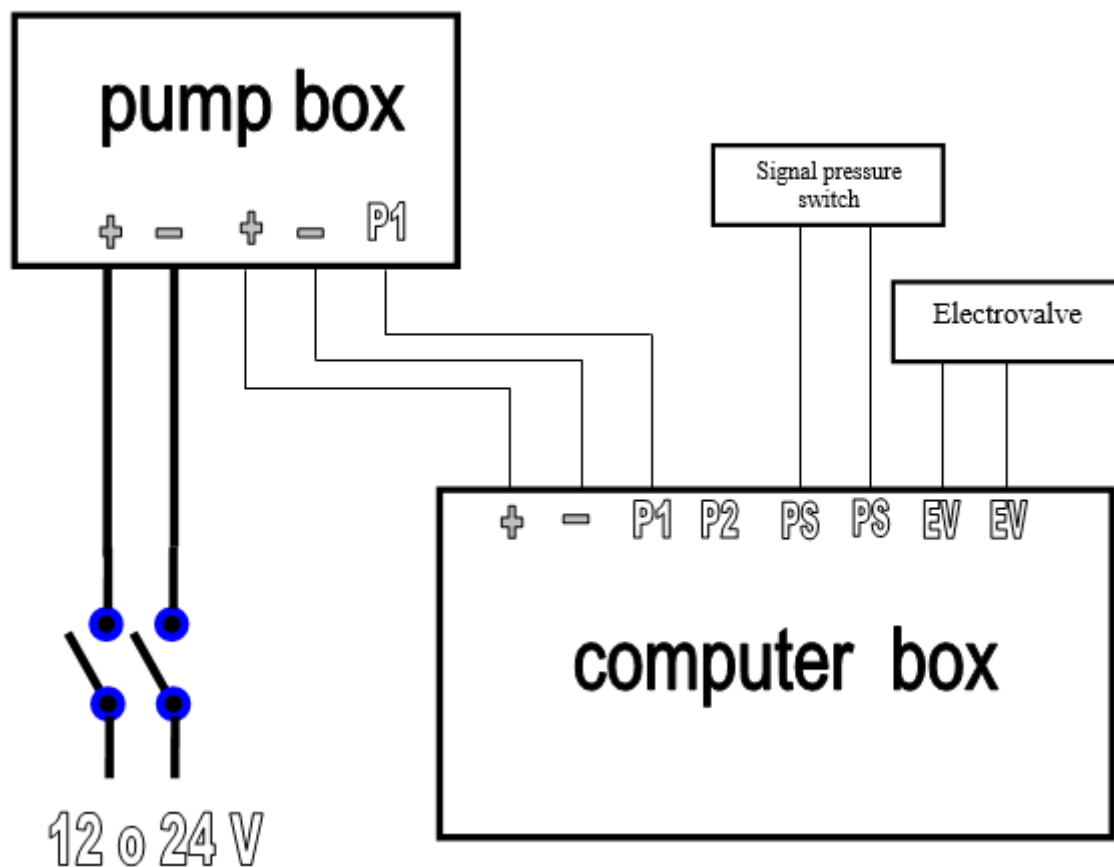 pump box
+ - + - P1
Signal pressure
switch
Electrovalve
+ - P1 P2 PS PS EV EV
computer box
12 o 24 V